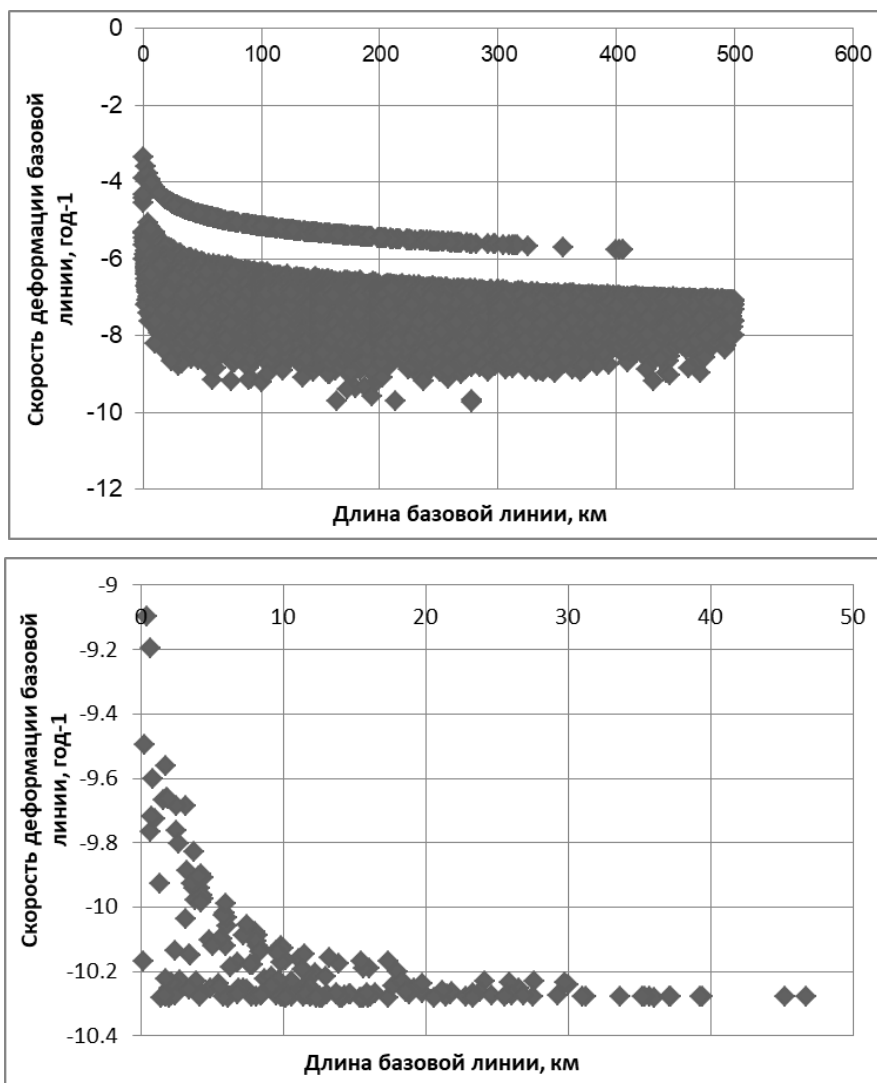 0
0 100 200 300 400 500 600
-2
-4
-6
-8
-10
-12
Скорость деформации базовой
линии, год-1
Длина базовой линии, км
-9
0 10 20 30 40 50
-9.2
-9.4
-9.6
-9.8
-10
-10.2
-10.4
Скорость деформации базовой
линии, год-1
Длина базовой линии, км